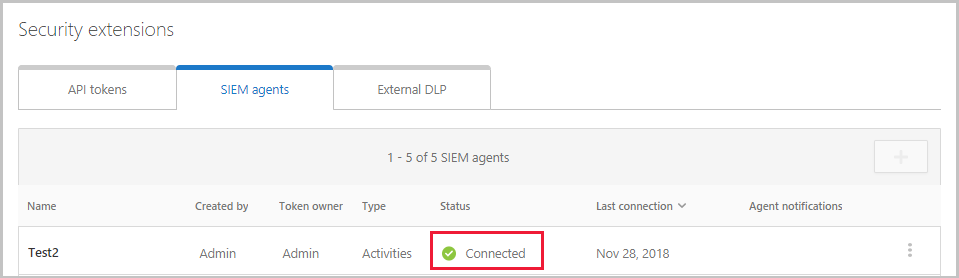 Security extensions
API tokens SIEM agents External DLP
1 - 5 of 5 SIEM agents
Name Created by Token owner Type Status Last connection Agent notifications
Test2 Admin Admin Activities Connected Nov 28, 2018